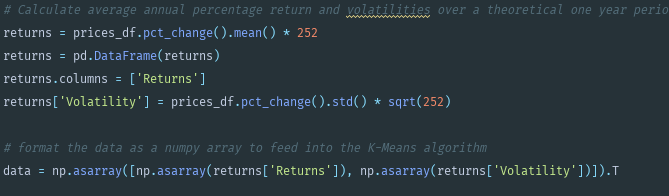 # Calculate average annual percentage return and volatilities over a theoretical one year perio
returns = prices_df.pct_change().mean() * 252
returns = pd.DataFrame(returns)
returns.columns = ['Returns']
returns['Volatility'] = prices_df.pct_change().std() * sqrt(252)
# Format the data as a numpy array to feed into the K-Means algorithm
data = np.asarray([np.asarray(returns['Returns']), np.asarray(returns['Volatility'])]).T